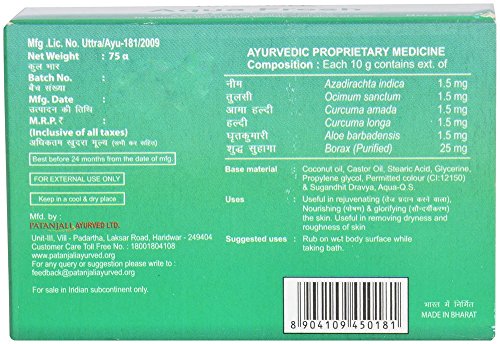 Aqua Fresh
Mfg .Lic. No. Uttra/Ayu-181/2009
Net Weight : 75 g
कुल भार
Batch No. :
बैच संख्या
Mfg. Date :
उत्पादन की तिथि
M.R.P. ₹ :
(Inclusive of all taxes)
अधिकतम खुदरा मूल्य (सभी कर सहित)
Best before 24 months from the date of mfg.
FOR EXTERNAL USE ONLY
Keep in a cool & dry place
Mfd. by :
PATANJALI AYURVED LTD.
Unit-III, Vill - Padartha, Laksar Road, Haridwar - 249404
Customer Care Toll Free No. : 18001804108
www.patanjaliayurved.org
For any query or suggestion write to :
feedback@patanjaliayurved.org
For sale in Indian subcontinent only.
AYURVEDIC PROPRIETARY MEDICINE
Composition : Each 10 g contains ext. of
नीम Azadirachta indica 1.5 mg
तुलसी Ocimum sanctum 1.5 mg
आमा हल्दी Curcuma amada 1.5 mg
हल्दी Curcuma longa 1.5 mg
घृतकुमारी Aloe barbadensis 1.5 mg
शुद्ध सुहागा Borax (Purified) 25 mg
Base material : Coconut oil, Castor Oil, Stearic Acid, Glycerine,
Propylene glycol, Permitted colour (CI:12150)
& Sugandhit Dravya, Aqua-Q.S.
Uses : Useful in rejuvenating (तेज प्रदान करने वाला),
Nourishing (पोषण) & glorifying (सौन्दर्यीकरण)
the skin. Useful in removing dryness and
roughness of skin
Suggested uses : Rub on wet body surface while
taking bath.
8 904109 450181
भारत में निर्मित
MADE IN BHARAT